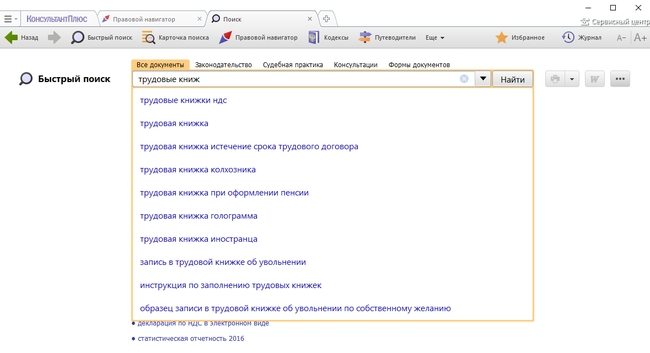 КонсультантПлюс
Правовой навигатор
Поиск
Сервисный центр
Назад Быстрый поиск Карточка поиска Правовой навигатор Кодексы Путеводители Еще Избранное Журнал A− A+
Все документы Законодательство Судебная практика Консультации Формы документов
Быстрый поиск
трудовые книж Найти
трудовые книжки ндс
трудовая книжка
трудовая книжка истечение срока трудового договора
трудовая книжка колхозника
трудовая книжка при оформлении пенсии
трудовая книжка голограмма
трудовая книжка иностранца
запись в трудовой книжке об увольнении
инструкция по заполнению трудовых книжек
образец записи в трудовой книжке об увольнении по собственному желанию
• декларация по НДС в электронном виде
• статистическая отчетность 2016